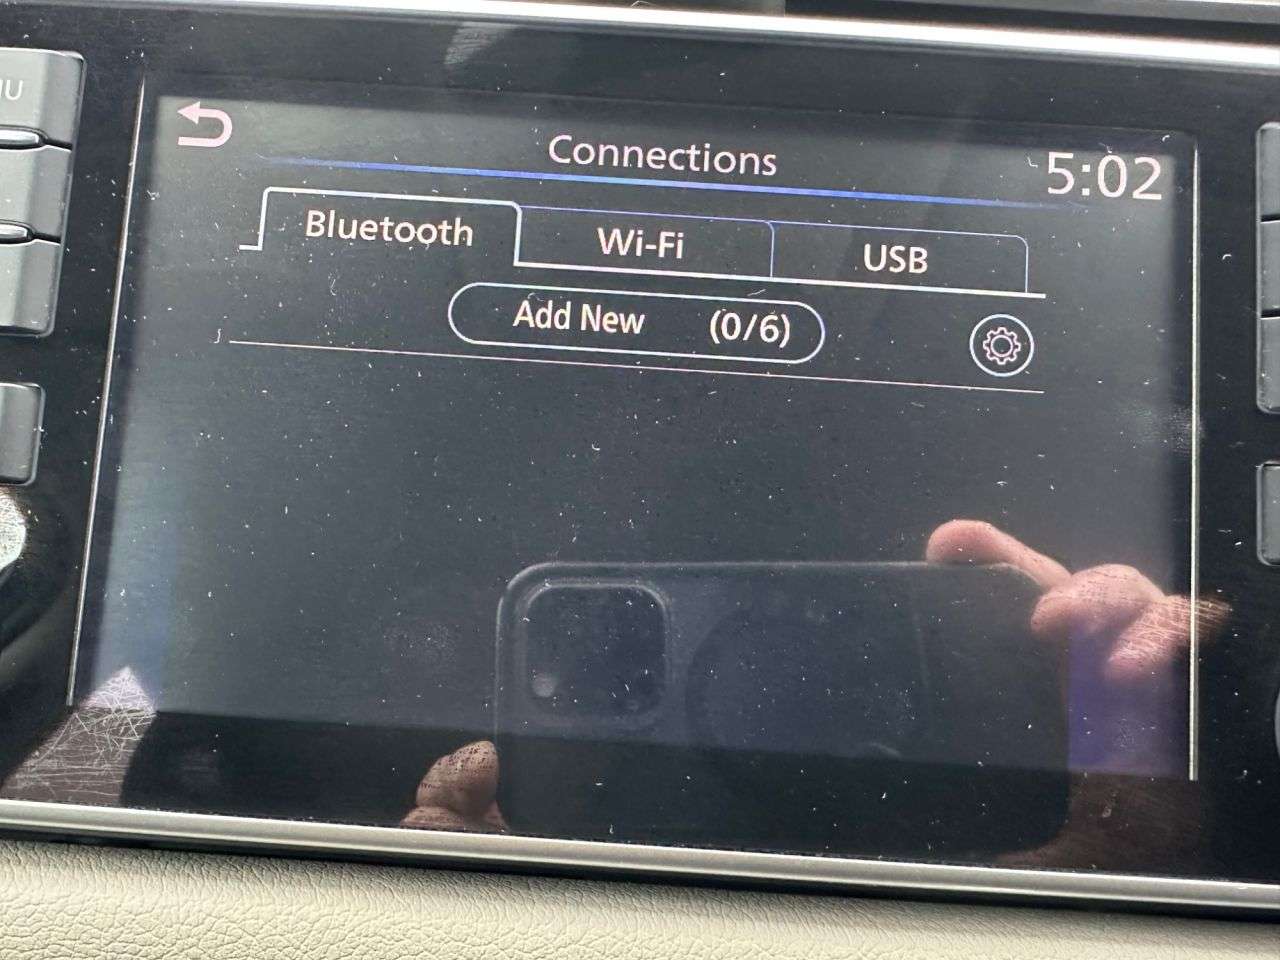 Connections
5:02
Bluetooth
Wi-Fi
USB
Add New (0/6)